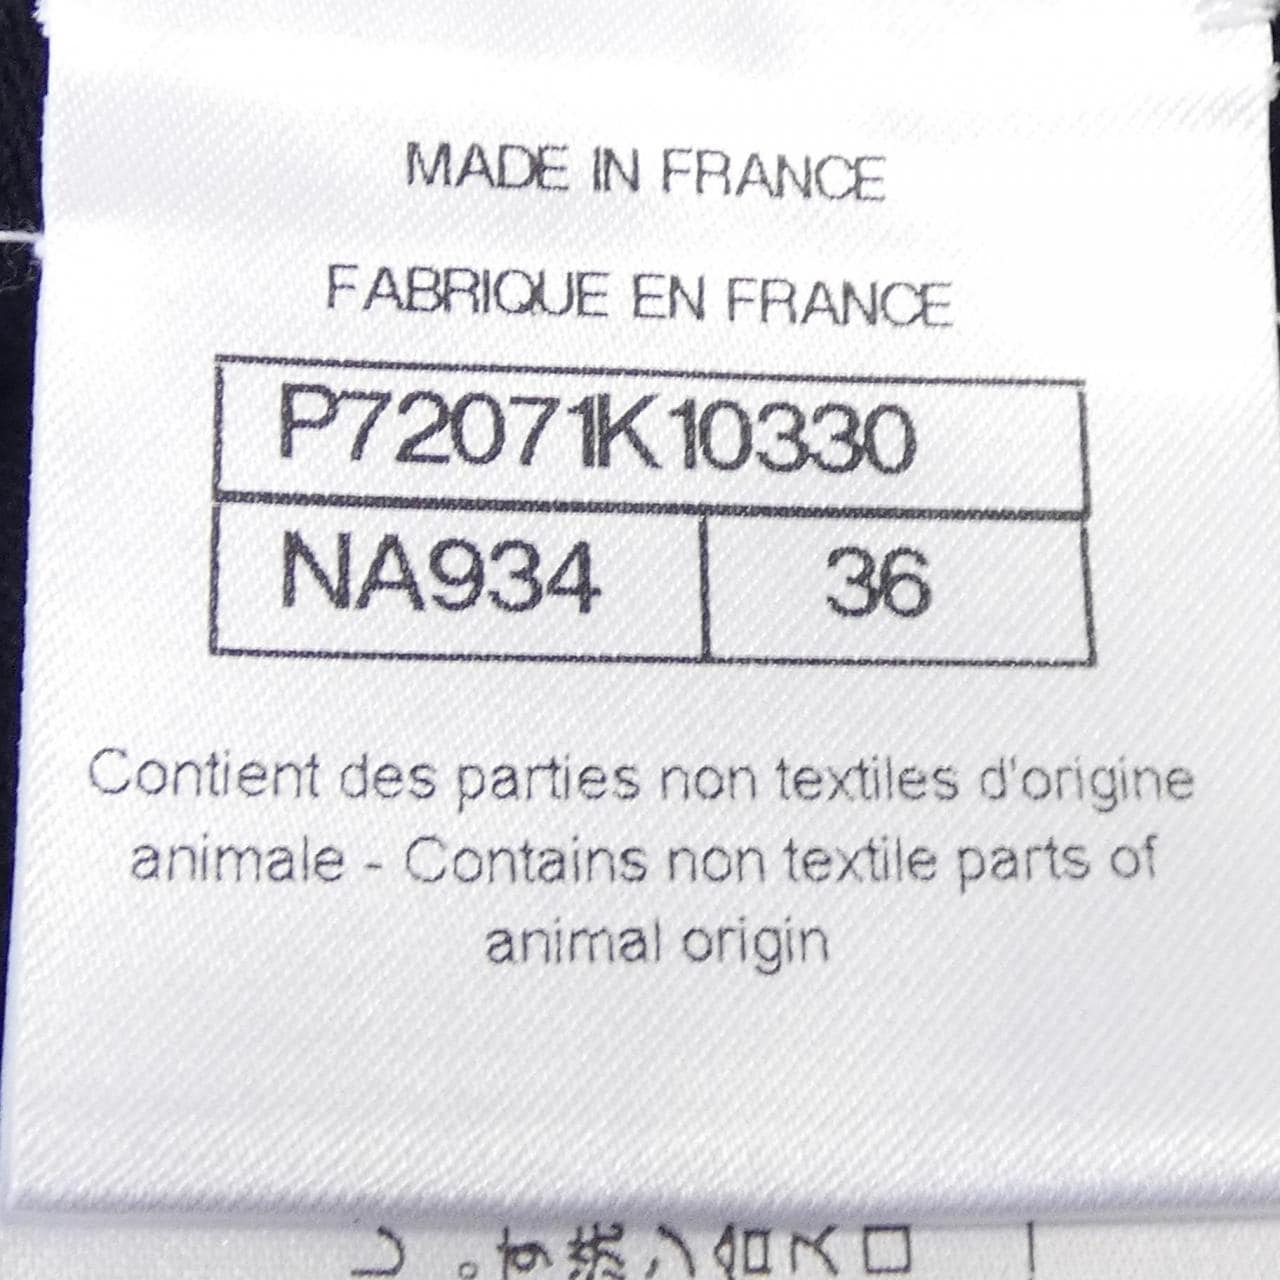 MADE IN FRANCE
FABRIQUE EN FRANCE
P72071K10330
NA934 36
Contient des parties non textiles d'origine
animale - Contains non textile parts of
animal origin